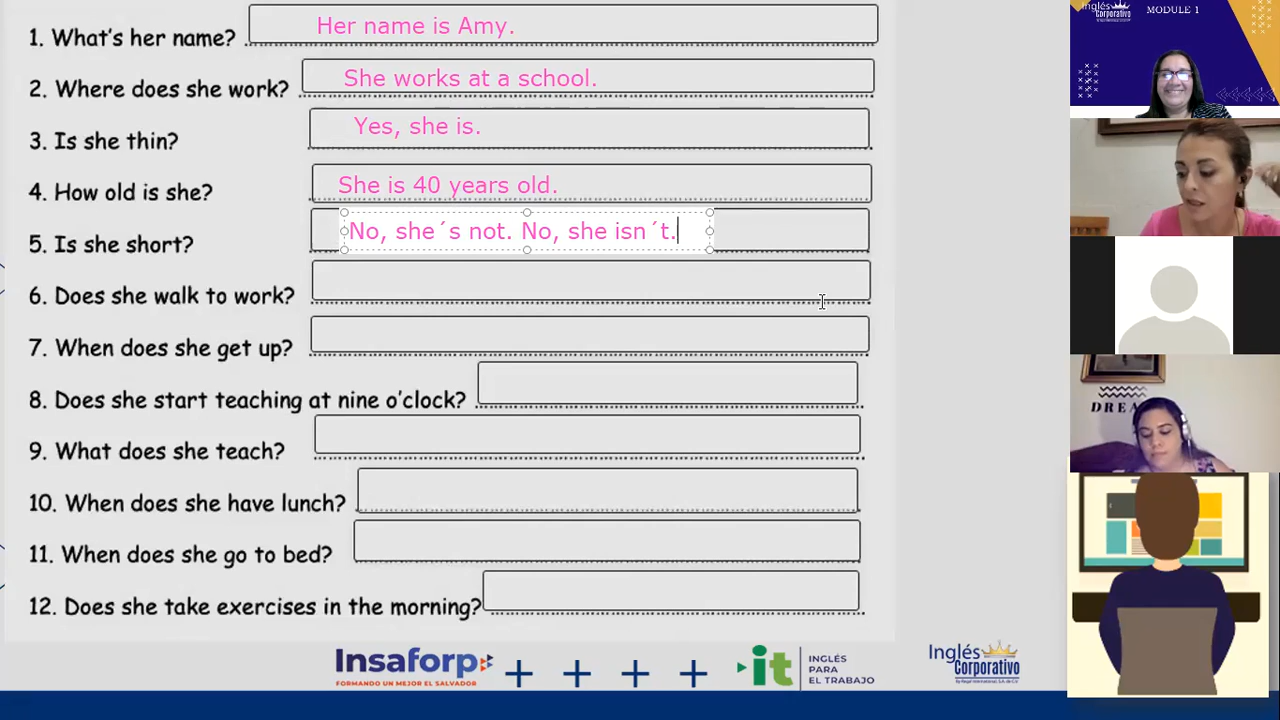 1. What's her name? Her name is Amy.
2. Where does she work? She works at a school.
3. Is she thin? Yes, she is.
4. How old is she? She is 40 years old.
5. Is she short? No, she´s not. No, she isn´t.
6. Does she walk to work?
7. When does she get up?
8. Does she start teaching at nine o'clock?
9. What does she teach?
10. When does she have lunch?
11. When does she go to bed?
12. Does she take exercises in the morning?
Insaforp
FORMANDO UN MEJOR EL SALVADOR
it
INGLÉS
PARA
EL TRABAJO
Inglés
Corporativo
Inglés
Corporativo
MODULE 1
DREA